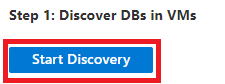 Step 1: Discover DBs in VMs
Start Discovery